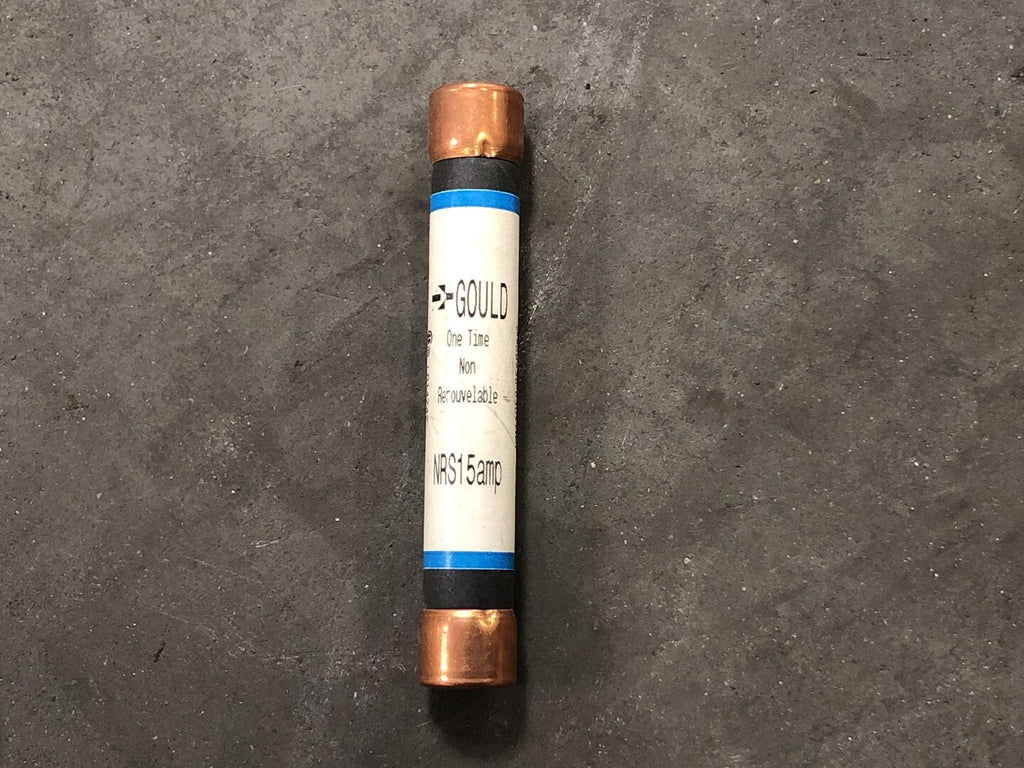 GOULD
One Time
Non
Renouvelable
NRS15amp